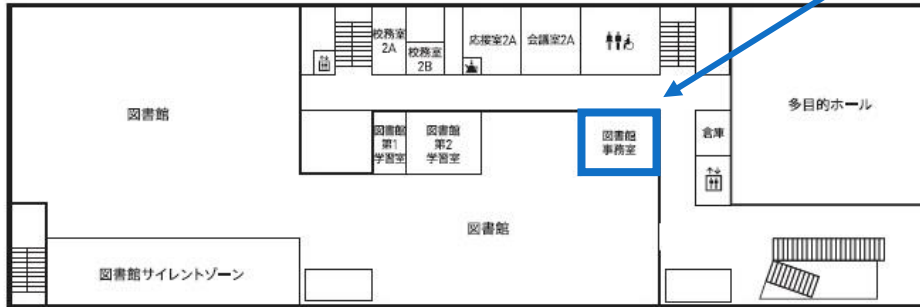 校務室
2A
校務室
2B
応接室2A
会議室2A
図書館
多目的ホール
図書館
第1
学習室
図書館
第2
学習室
図書館
事務室
倉庫
図書館
図書館サイレントゾーン